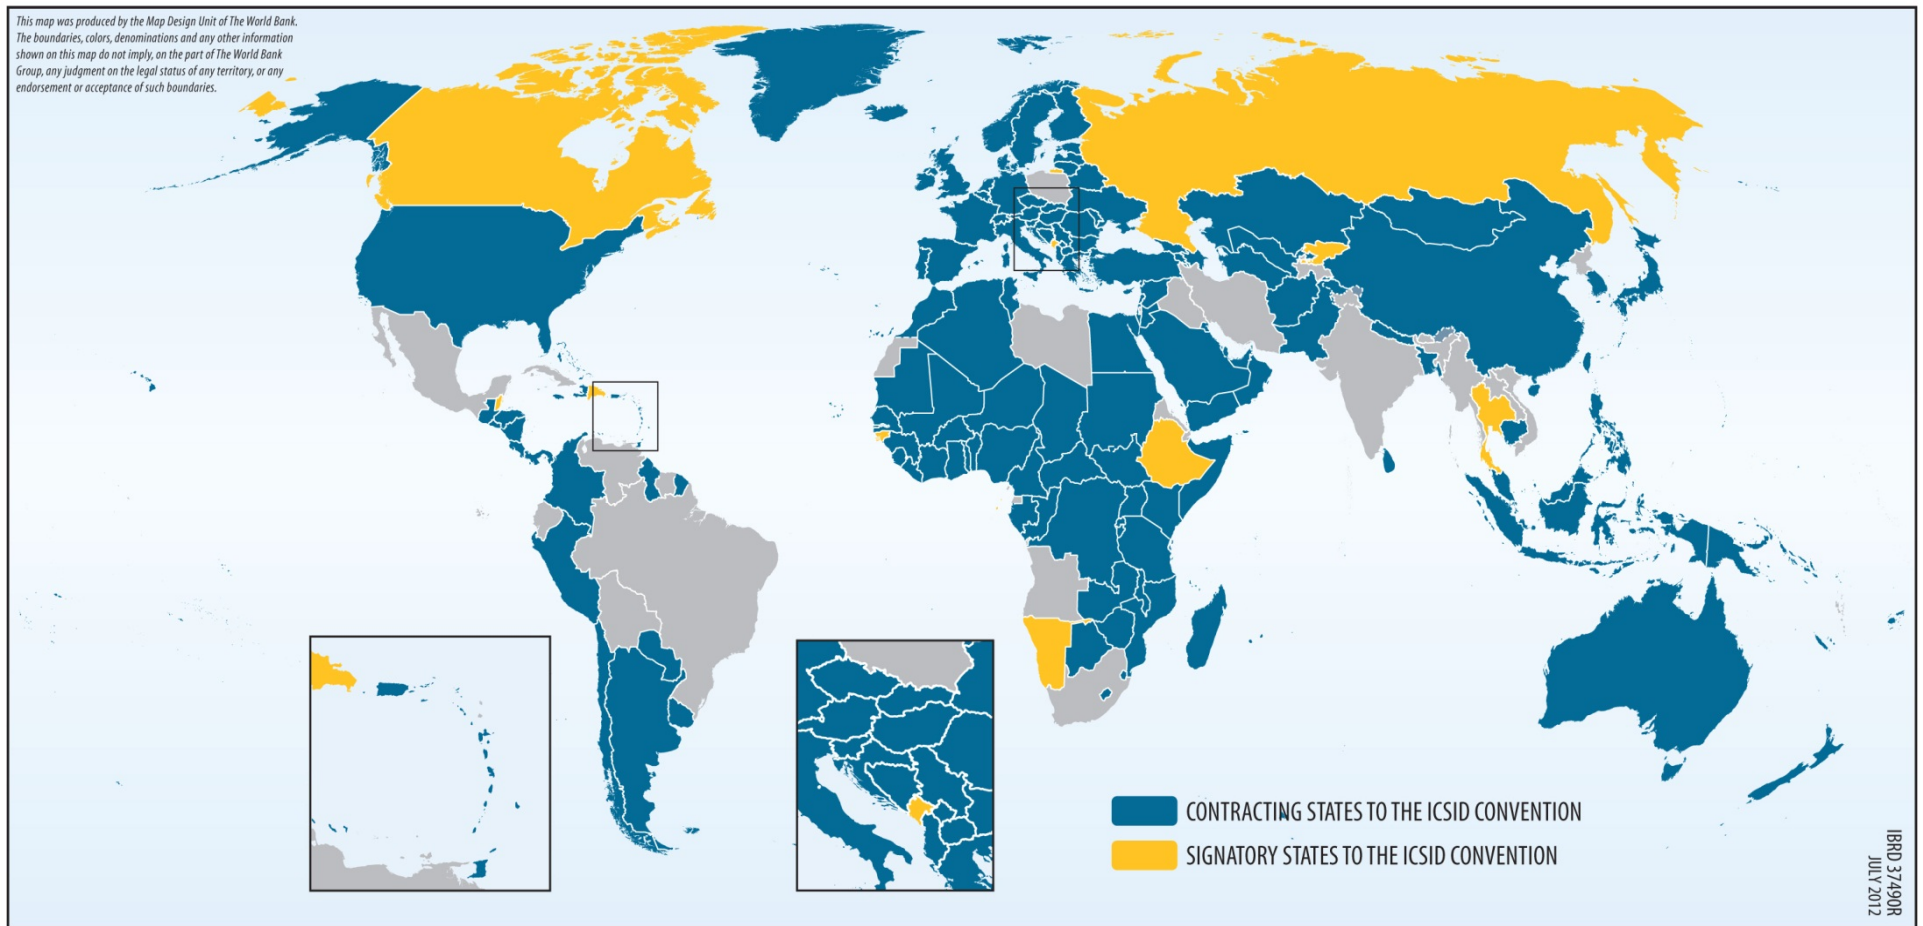 This map was produced by the Map Design Unit of The World Bank.
The boundaries, colors, denominations and any other information
shown on this map do not imply, on the part of The World Bank
Group, any judgment on the legal status of any territory, or any
endorsement or acceptance of such boundaries.
CONTRACTING STATES TO THE ICSID CONVENTION
SIGNATORY STATES TO THE ICSID CONVENTION
IBRD 37490R
JULY 2012